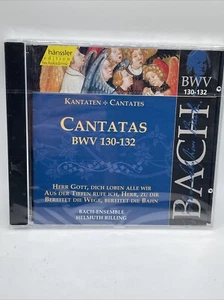 hänssler
edition
BWV
130-132
KANTATEN • CANTATES
CANTATAS
BWV 130-132
HERR GOTT, DICH LOBEN ALLE WIR
AUS DER TIEFEN RUFE ICH, HERR, ZU DIR
BEREITET DIE WEGE, BEREITET DIE BAHN
BACH-ENSEMBLE
HELMUTH RILLING
BACH